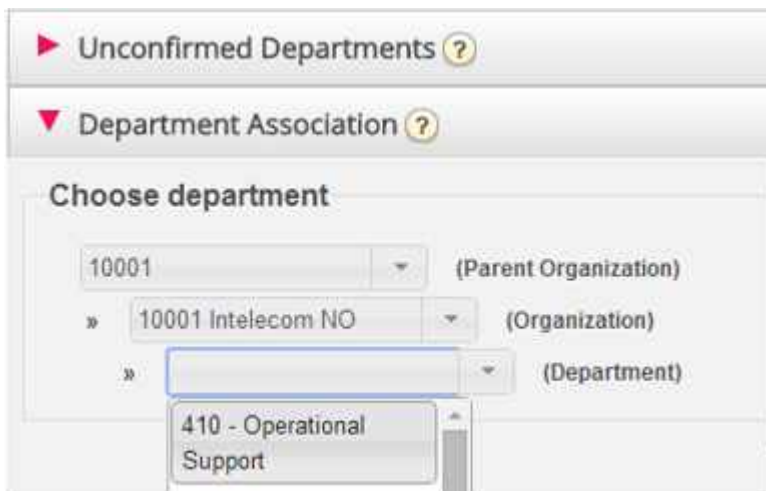 Unconfirmed Departments ?
Department Association ?
Choose department
10001 (Parent Organization)
» 10001 Intelecom NO (Organization)
» (Department)
410 - Operational
Support